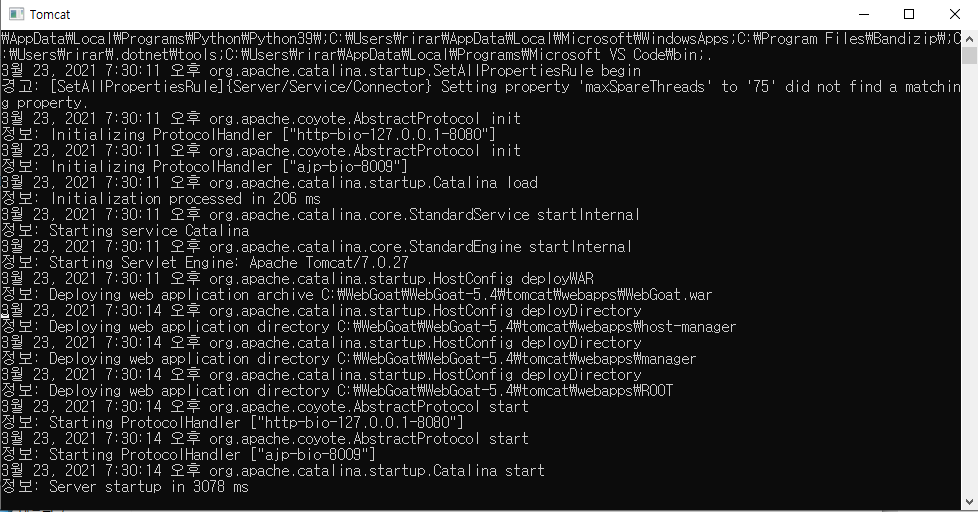 Tomcat
₩AppData₩Local₩Programs₩Python₩Python39₩;C:₩Users₩rirar₩AppData₩Local₩Microsoft₩WindowsApps;C:₩Program Files₩Bandizip₩;C
:₩Users₩rirar₩.dotnet₩tools;C:₩Users₩rirar₩AppData₩Local₩Programs₩Microsoft VS Code₩bin;.
3월 23, 2021 7:30:11 오후 org.apache.catalina.startup.SetAllPropertiesRule begin
경고: [SetAllPropertiesRule]{Server/Service/Connector} Setting property 'maxSpareThreads' to '75' did not find a matchin
g property.
3월 23, 2021 7:30:11 오후 org.apache.coyote.AbstractProtocol init
정보: Initializing ProtocolHandler ["http-bio-127.0.0.1-8080"]
3월 23, 2021 7:30:11 오후 org.apache.coyote.AbstractProtocol init
정보: Initializing ProtocolHandler ["ajp-bio-8009"]
3월 23, 2021 7:30:11 오후 org.apache.catalina.startup.Catalina load
정보: Initialization processed in 206 ms
3월 23, 2021 7:30:11 오후 org.apache.catalina.core.StandardService startInternal
정보: Starting service Catalina
3월 23, 2021 7:30:11 오후 org.apache.catalina.core.StandardEngine startInternal
정보: Starting Servlet Engine: Apache Tomcat/7.0.27
3월 23, 2021 7:30:11 오후 org.apache.catalina.startup.HostConfig deployWAR
정보: Deploying web application archive C:₩WebGoat₩WebGoat-5.4₩tomcat₩webapps₩WebGoat.war
3월 23, 2021 7:30:14 오후 org.apache.catalina.startup.HostConfig deployDirectory
정보: Deploying web application directory C:₩WebGoat₩WebGoat-5.4₩tomcat₩webapps₩host-manager
3월 23, 2021 7:30:14 오후 org.apache.catalina.startup.HostConfig deployDirectory
정보: Deploying web application directory C:₩WebGoat₩WebGoat-5.4₩tomcat₩webapps₩manager
3월 23, 2021 7:30:14 오후 org.apache.catalina.startup.HostConfig deployDirectory
정보: Deploying web application directory C:₩WebGoat₩WebGoat-5.4₩tomcat₩webapps₩ROOT
3월 23, 2021 7:30:14 오후 org.apache.coyote.AbstractProtocol start
정보: Starting ProtocolHandler ["http-bio-127.0.0.1-8080"]
3월 23, 2021 7:30:14 오후 org.apache.coyote.AbstractProtocol start
정보: Starting ProtocolHandler ["ajp-bio-8009"]
3월 23, 2021 7:30:14 오후 org.apache.catalina.startup.Catalina start
정보: Server startup in 3078 ms